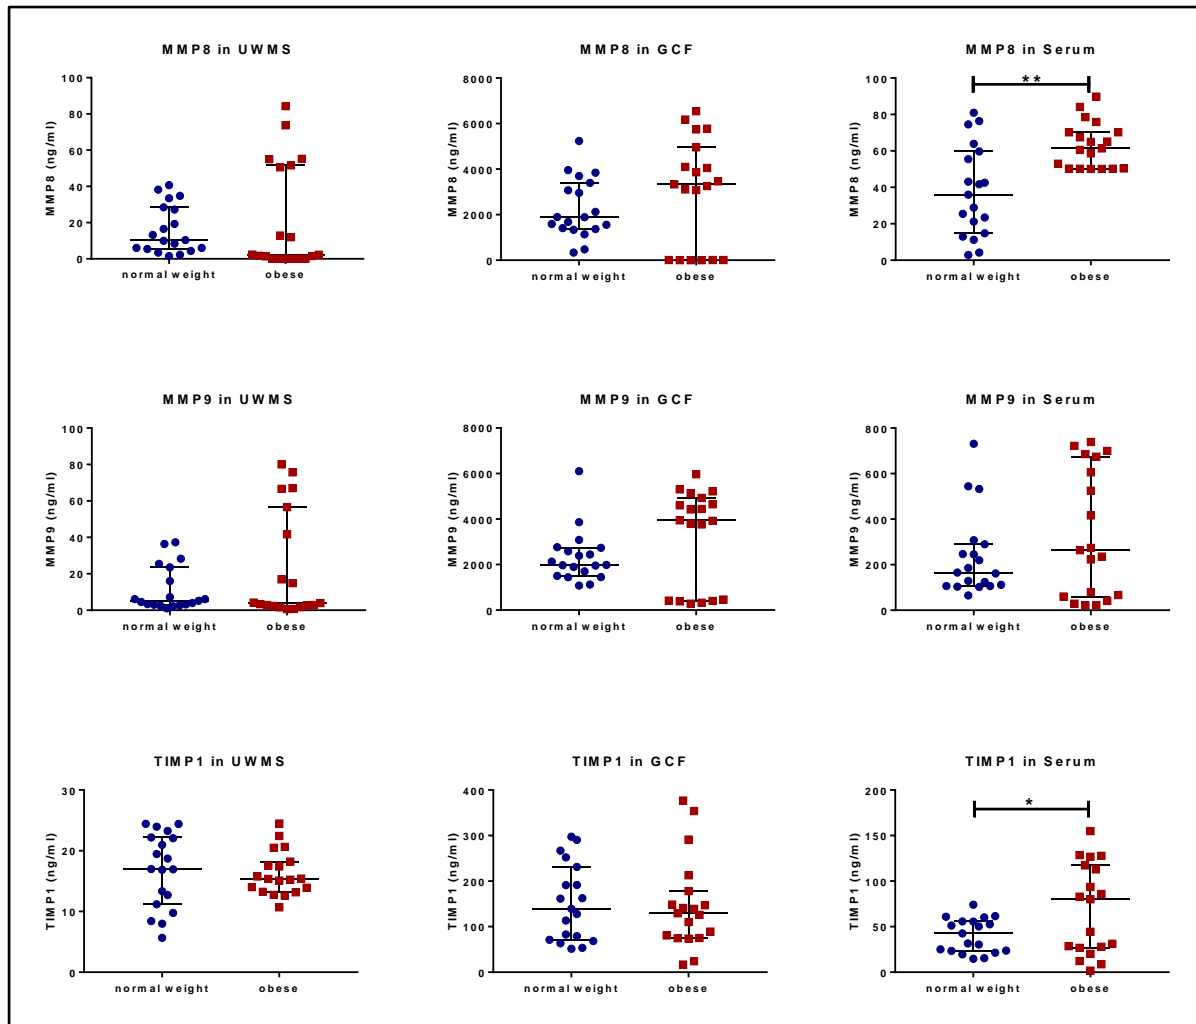 MMP8 in UWMS
MMP8 (ng/ml)
100
80
60
40
20
0
normal weight
obese
MMP8 in GCF
MMP8 (ng/ml)
8000
6000
4000
2000
0
normal weight
obese
MMP8 in Serum
MMP8 (ng/ml)
100
80
60
40
20
0
**
normal weight
obese
MMP9 in UWMS
MMP9 (ng/ml)
100
80
60
40
20
0
normal weight
obese
MMP9 in GCF
MMP9 (ng/ml)
8000
6000
4000
2000
0
normal weight
obese
MMP9 in Serum
MMP9 (ng/ml)
800
600
400
200
0
normal weight
obese
TIMP1 in UWMS
TIMP1 (ng/ml)
30
20
10
0
normal weight
obese
TIMP1 in GCF
TIMP1 (ng/ml)
400
300
200
100
0
normal weight
obese
TIMP1 in Serum
TIMP1 (ng/ml)
200
150
100
50
0
*
normal weight
obese